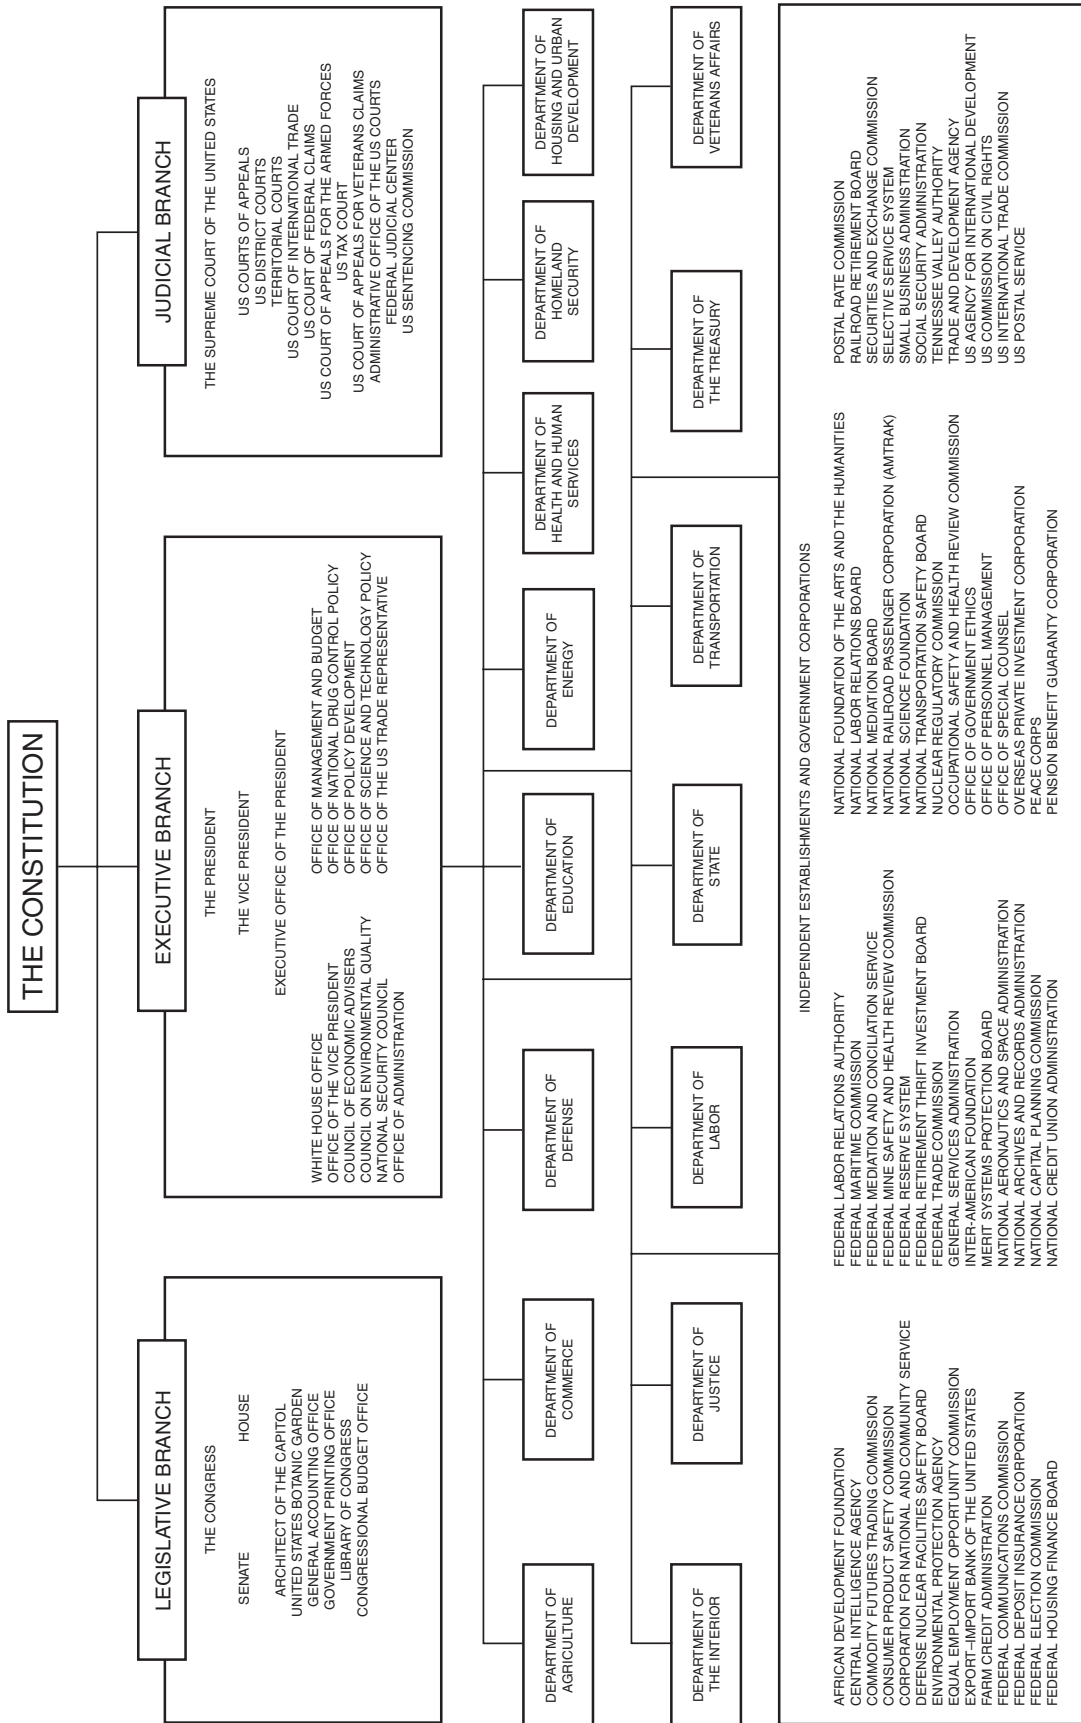 THE CONSTITUTION
LEGISLATIVE BRANCH
THE CONGRESS
SENATE HOUSE
ARCHITECT OF THE CAPITOL
UNITED STATES BOTANIC GARDEN
GENERAL ACCOUNTING OFFICE
GOVERNMENT PRINTING OFFICE
LIBRARY OF CONGRESS
CONGRESSIONAL BUDGET OFFICE
EXECUTIVE BRANCH
THE PRESIDENT
THE VICE PRESIDENT
EXECUTIVE OFFICE OF THE PRESIDENT
WHITE HOUSE OFFICE
OFFICE OF THE VICE PRESIDENT
COUNCIL OF ECONOMIC ADVISERS
COUNCIL ON ENVIRONMENTAL QUALITY
NATIONAL SECURITY COUNCIL
OFFICE OF ADMINISTRATION
OFFICE OF MANAGEMENT AND BUDGET
OFFICE OF NATIONAL DRUG CONTROL POLICY
OFFICE OF POLICY DEVELOPMENT
OFFICE OF SCIENCE AND TECHNOLOGY POLICY
OFFICE OF THE US TRADE REPRESENTATIVE
JUDICIAL BRANCH
THE SUPREME COURT OF THE UNITED STATES
US COURTS OF APPEALS
US DISTRICT COURTS
TERRITORIAL COURTS
US COURT OF INTERNATIONAL TRADE
US COURT OF FEDERAL CLAIMS
US COURT OF APPEALS FOR THE ARMED FORCES
US TAX COURT
US COURT OF APPEALS FOR VETERANS CLAIMS
ADMINISTRATIVE OFFICE OF THE US COURTS
FEDERAL JUDICIAL CENTER
US SENTENCING COMMISSION
DEPARTMENT OF
AGRICULTURE
DEPARTMENT OF
COMMERCE
DEPARTMENT OF
DEFENSE
DEPARTMENT OF
EDUCATION
DEPARTMENT OF
ENERGY
DEPARTMENT OF
HEALTH AND HUMAN
SERVICES
DEPARTMENT OF
HOMELAND
SECURITY
DEPARTMENT OF
HOUSING AND URBAN
DEVELOPMENT
DEPARTMENT OF
THE INTERIOR
DEPARTMENT OF
JUSTICE
DEPARTMENT OF
LABOR
DEPARTMENT OF
STATE
DEPARTMENT OF
TRANSPORTATION
DEPARTMENT OF
THE TREASURY
DEPARTMENT OF
VETERANS AFFAIRS
INDEPENDENT ESTABLISHMENTS AND GOVERNMENT CORPORATIONS
AFRICAN DEVELOPMENT FOUNDATION
CENTRAL INTELLIGENCE AGENCY
COMMODITY FUTURES TRADING COMMISSION
CONSUMER PRODUCT SAFETY COMMISSION
CORPORATION FOR NATIONAL AND COMMUNITY SERVICE
DEFENSE NUCLEAR FACILITIES SAFETY BOARD
ENVIRONMENTAL PROTECTION AGENCY
EQUAL EMPLOYMENT OPPORTUNITY COMMISSION
EXPORT–IMPORT BANK OF THE UNITED STATES
FARM CREDIT ADMINISTRATION
FEDERAL COMMUNICATIONS COMMISSION
FEDERAL DEPOSIT INSURANCE CORPORATION
FEDERAL ELECTION COMMISSION
FEDERAL HOUSING FINANCE BOARD
FEDERAL LABOR RELATIONS AUTHORITY
FEDERAL MARITIME COMMISSION
FEDERAL MEDIATION AND CONCILIATION SERVICE
FEDERAL MINE SAFETY AND HEALTH REVIEW COMMISSION
FEDERAL RESERVE SYSTEM
FEDERAL RETIREMENT THRIFT INVESTMENT BOARD
FEDERAL TRADE COMMISSION
GENERAL SERVICES ADMINISTRATION
INTER-AMERICAN FOUNDATION
MERIT SYSTEMS PROTECTION BOARD
NATIONAL AERONAUTICS AND SPACE ADMINISTRATION
NATIONAL ARCHIVES AND RECORDS ADMINISTRATION
NATIONAL CAPITAL PLANNING COMMISSION
NATIONAL CREDIT UNION ADMINISTRATION
NATIONAL FOUNDATION OF THE ARTS AND THE HUMANITIES
NATIONAL LABOR RELATIONS BOARD
NATIONAL MEDIATION BOARD
NATIONAL RAILROAD PASSENGER CORPORATION (AMTRAK)
NATIONAL SCIENCE FOUNDATION
NATIONAL TRANSPORTATION SAFETY BOARD
NUCLEAR REGULATORY COMMISSION
OCCUPATIONAL SAFETY AND HEALTH REVIEW COMMISSION
OFFICE OF GOVERNMENT ETHICS
OFFICE OF PERSONNEL MANAGEMENT
OFFICE OF SPECIAL COUNSEL
OVERSEAS PRIVATE INVESTMENT CORPORATION
PEACE CORPS
PENSION BENEFIT GUARANTY CORPORATION
POSTAL RATE COMMISSION
RAILROAD RETIREMENT BOARD
SECURITIES AND EXCHANGE COMMISSION
SELECTIVE SERVICE SYSTEM
SMALL BUSINESS ADMINISTRATION
SOCIAL SECURITY ADMINISTRATION
TENNESSEE VALLEY AUTHORITY
TRADE AND DEVELOPMENT AGENCY
US AGENCY FOR INTERNATIONAL DEVELOPMENT
US COMMISSION ON CIVIL RIGHTS
US INTERNATIONAL TRADE COMMISSION
US POSTAL SERVICE